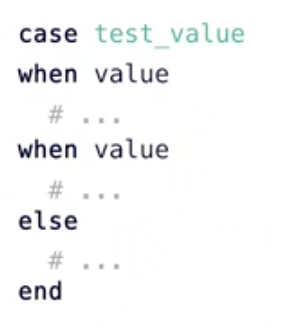 case test_value
when value
# ...
when value
# ...
else
# ...
end